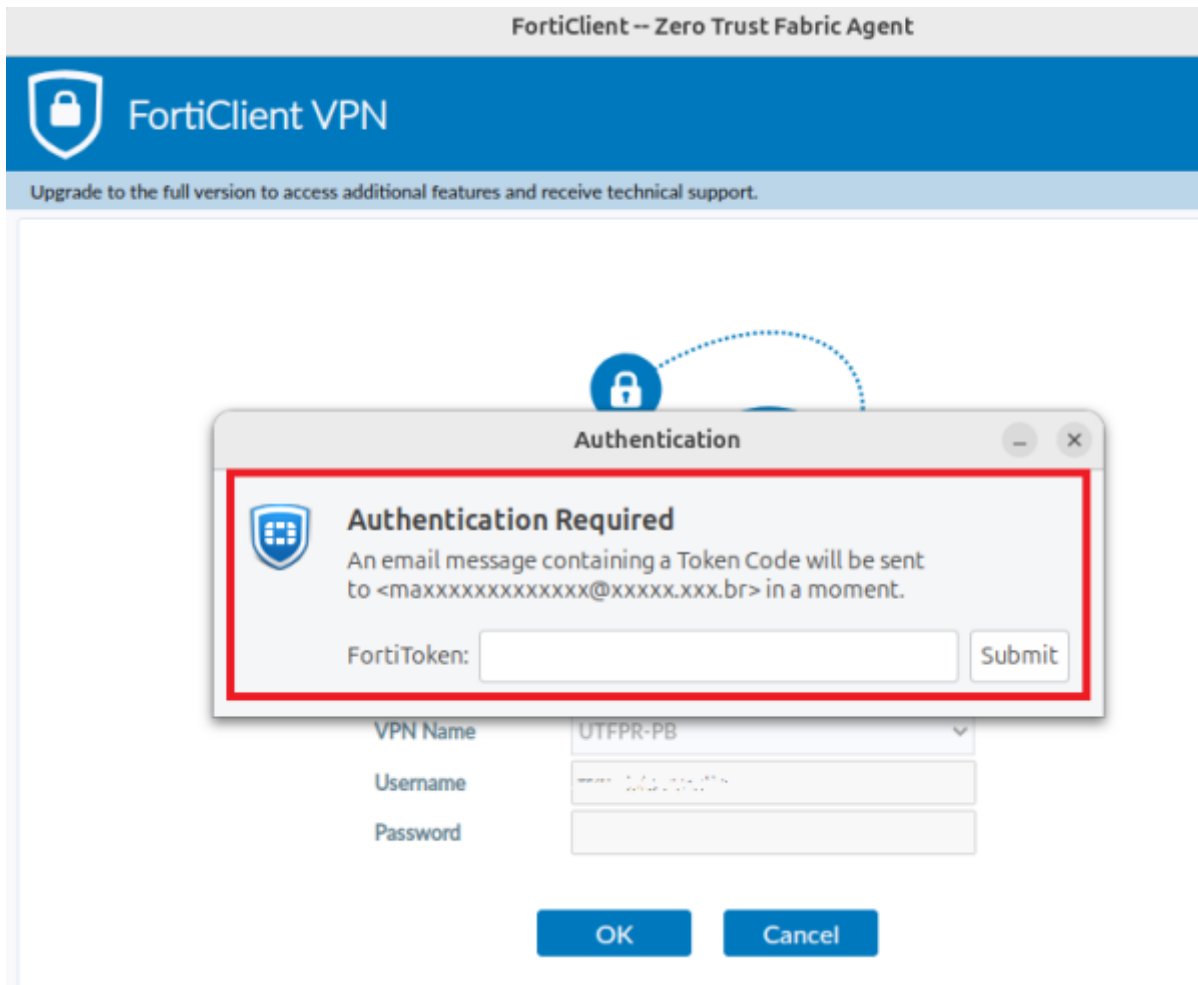 FortiClient -- Zero Trust Fabric Agent
FortiClient VPN
Upgrade to the full version to access additional features and receive technical support.
Authentication
Authentication Required
An email message containing a Token Code will be sent
to <maxxxxxxxxxxxxx@xxxxx.xxx.br> in a moment.
FortiToken:
Submit
VPN Name
UTFPR-PB
Username
Password
OK
Cancel